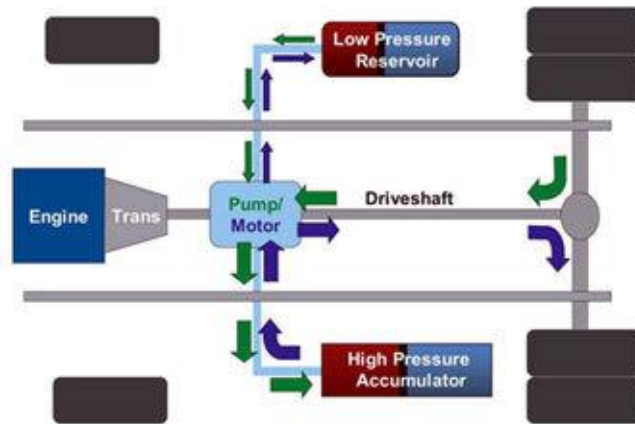 Low Pressure
Reservoir
Engine
Trans
Pump/
Motor
Driveshaft
High Pressure
Accumulator